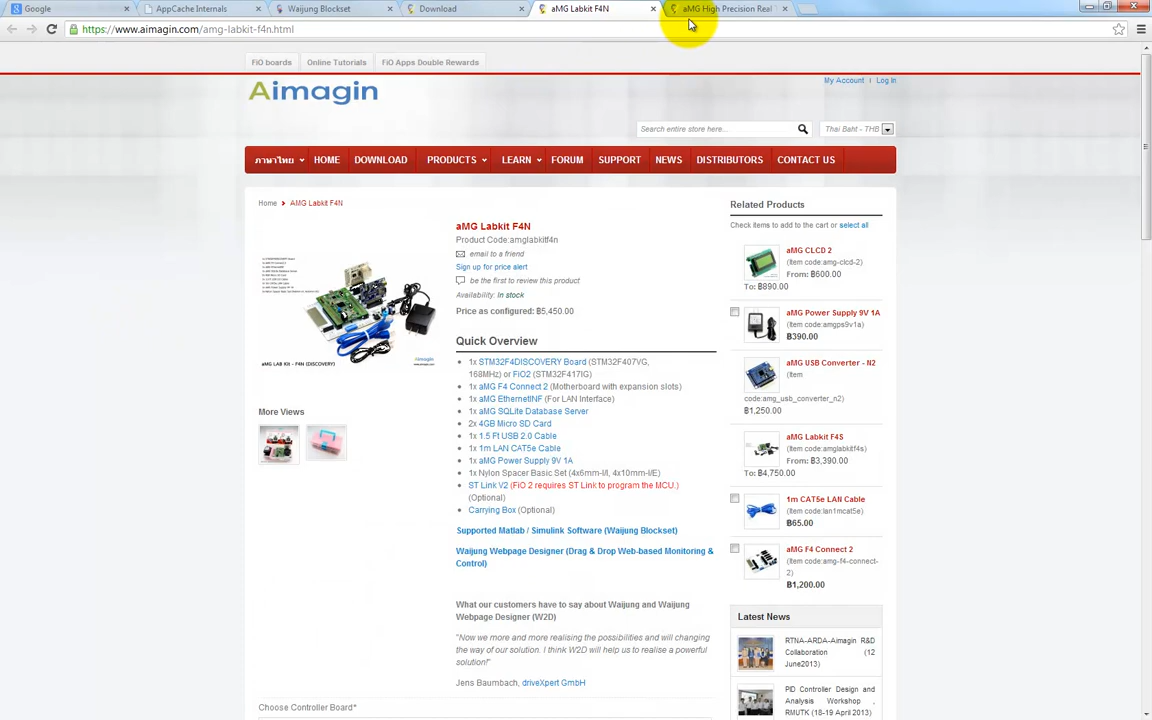 Google
AppCache Internals
Waijung Blockset
Download
aMG Labkit F4N
aMG High Precision Real T
https://www.aimagin.com/amg-labkit-f4n.html
FiO boards
Online Tutorials
FiO Apps Double Rewards
Aimagin
My Account | Log In
Search entire store here...
Thai Baht - THB
ภาษาไทย
HOME
DOWNLOAD
PRODUCTS
LEARN
FORUM
SUPPORT
NEWS
DISTRIBUTORS
CONTACT US
Home
AMG Labkit F4N
aMG LAB KIT - F4N (DISCOVERY)
www.aimagin.com
More Views
aMG Labkit F4N
Product Code:amglabkitf4n
email to a friend
Sign up for price alert
be the first to review this product
Availability: In stock
Price as configured: ฿5,450.00
Quick Overview
1x STM32F4DISCOVERY Board (STM32F407VG,
168MHz) or FiO2 (STM32F417IG)
1x aMG F4 Connect 2 (Motherboard with expansion slots)
1x aMG EthernetINF (For LAN Interface)
1x aMG SQLite Database Server
2x 4GB Micro SD Card
1x 1.5 Ft USB 2.0 Cable
1x 1m LAN CAT5e Cable
1x aMG Power Supply 9V 1A
1x Nylon Spacer Basic Set (4x6mm-I/I, 4x10mm-I/E)
ST Link V2 (FiO 2 requires ST Link to program the MCU.)
(Optional)
Carrying Box (Optional)
Supported Matlab / Simulink Software (Waijung Blockset)
Waijung Webpage Designer (Drag & Drop Web-based Monitoring &
Control)
What our customers have to say about Waijung and Waijung
Webpage Designer (W2D)
"Now we more and more realising the possibilities and will changing
the way of our solution. I think W2D will help us to realise a powerful
solution!"
Jens Baumbach, driveXpert GmbH
Choose Controller Board*
Related Products
Check items to add to the cart or select all
aMG CLCD 2
(Item code:amg-clcd-2)
From: ฿600.00
To: ฿890.00
aMG Power Supply 9V 1A
(Item code:amgps9v1a)
฿390.00
aMG USB Converter - N2
(Item
code:amg_usb_converter_n2)
฿1,250.00
aMG Labkit F4S
(Item code:amglabkitf4s)
From: ฿3,390.00
To: ฿4,750.00
1m CAT5e LAN Cable
(Item code:lan1mcat5e)
฿65.00
aMG F4 Connect 2
(Item code:amg-f4-connect-
2)
฿1,200.00
Latest News
RTNA-ARDA-Aimagin R&D
Collaboration (12
June2013)
PID Controller Design and
Analysis Workshop ,
RMUTK (18-19 April 2013)